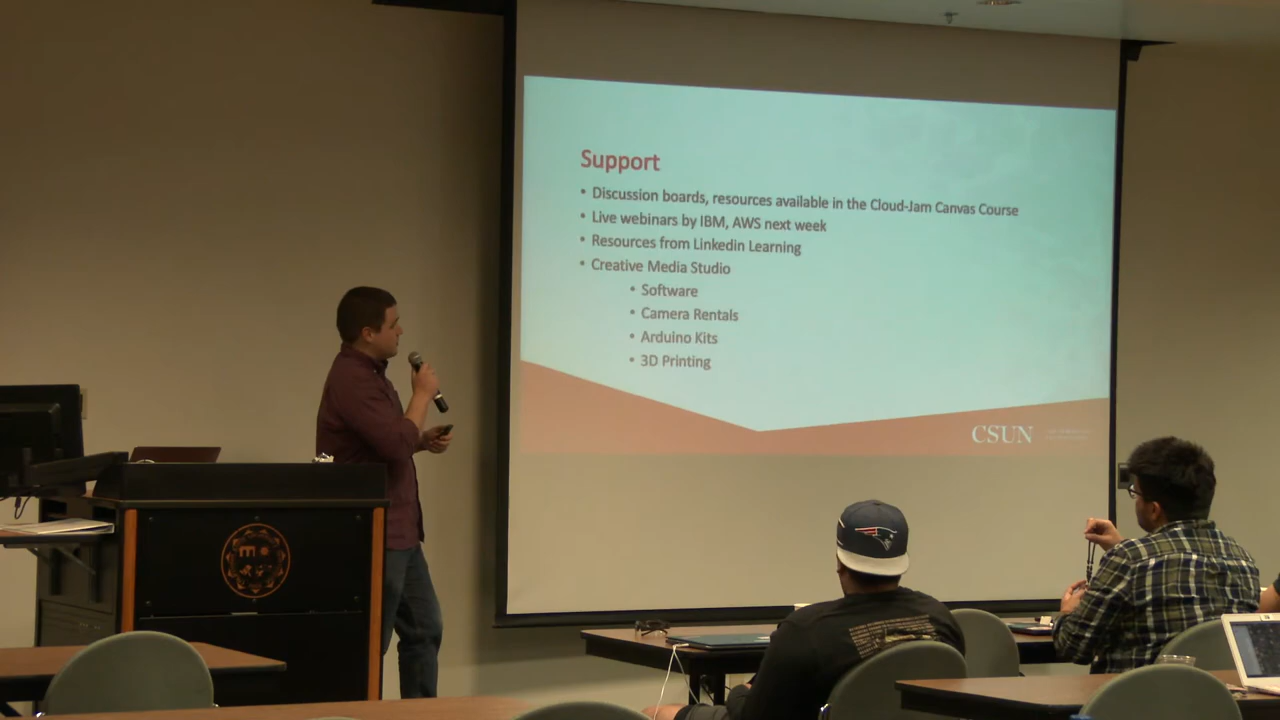 Support
• Discussion boards, resources available in the Cloud-Jam Canvas Course
• Live webinars by IBM, AWS next week
• Resources from Linkedin Learning
• Creative Media Studio
• Software
• Camera Rentals
• Arduino Kits
• 3D Printing
CSUN